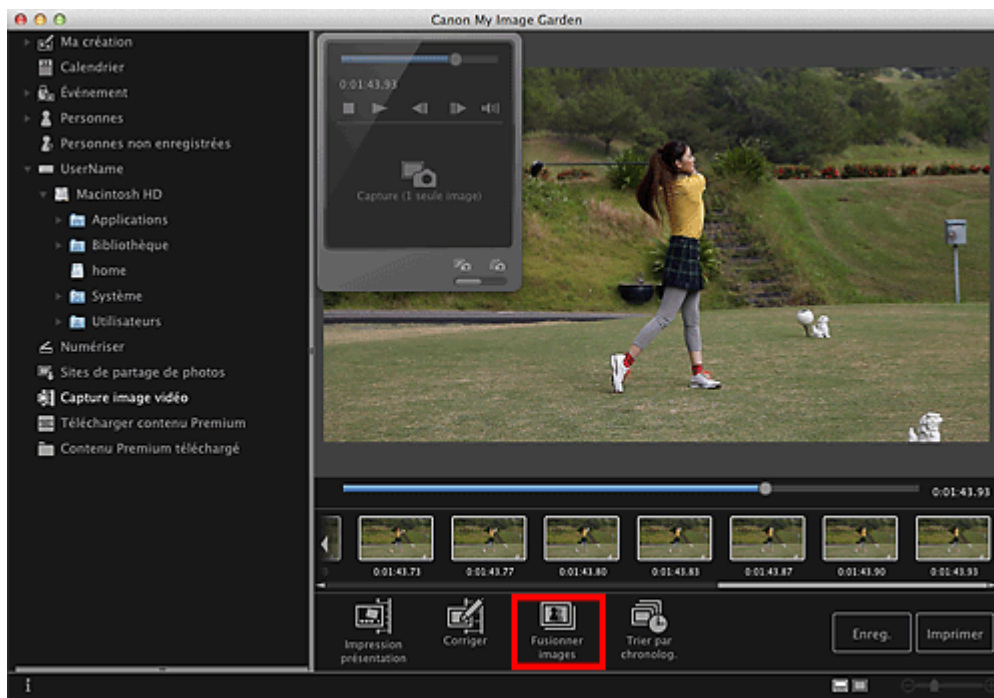 Canon My Image Garden
Ma création
Calendrier
Événement
Personnes
Personnes non enregistrées
UserName
Macintosh HD
Applications
Bibliothèque
home
Système
Utilisateurs
Numériser
Sites de partage de photos
Capture image vidéo
Télécharger contenu Premium
Contenu Premium téléchargé
0:01:43.93
Capture (1 seule image)
0:01:43.93
0:01:43.73
0:01:43.77
0:01:43.80
0:01:43.83
0:01:43.87
0:01:43.90
0:01:43.93
Impression présentation
Corriger
Fusionner images
Trier par chronolog.
Enreg.
Imprimer